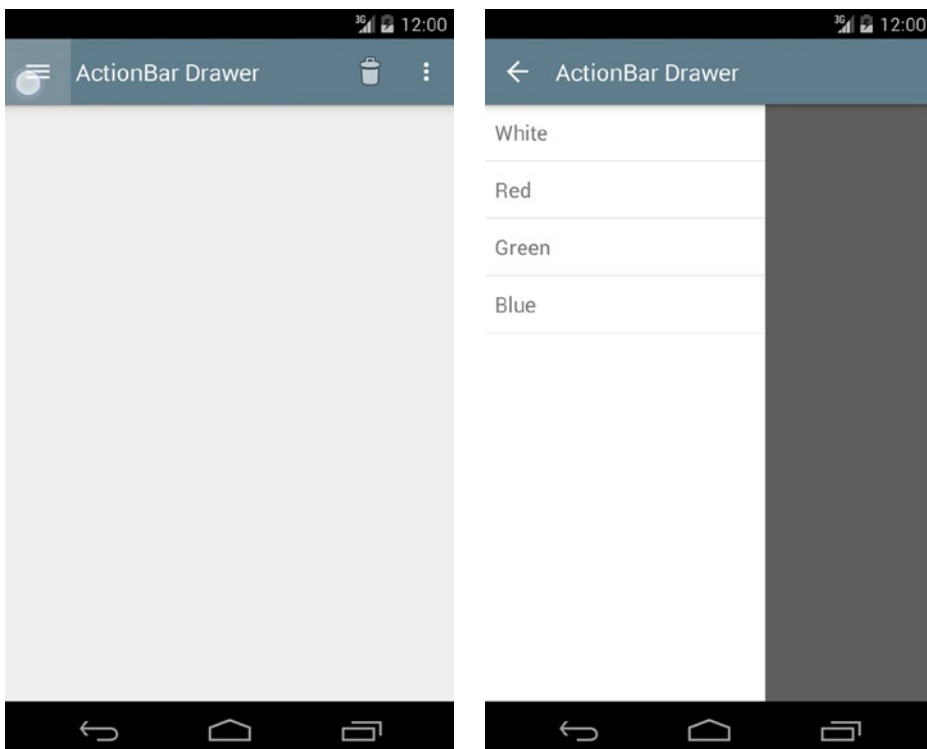 3G 12:00
ActionBar Drawer
3G 12:00
ActionBar Drawer
White
Red
Green
Blue